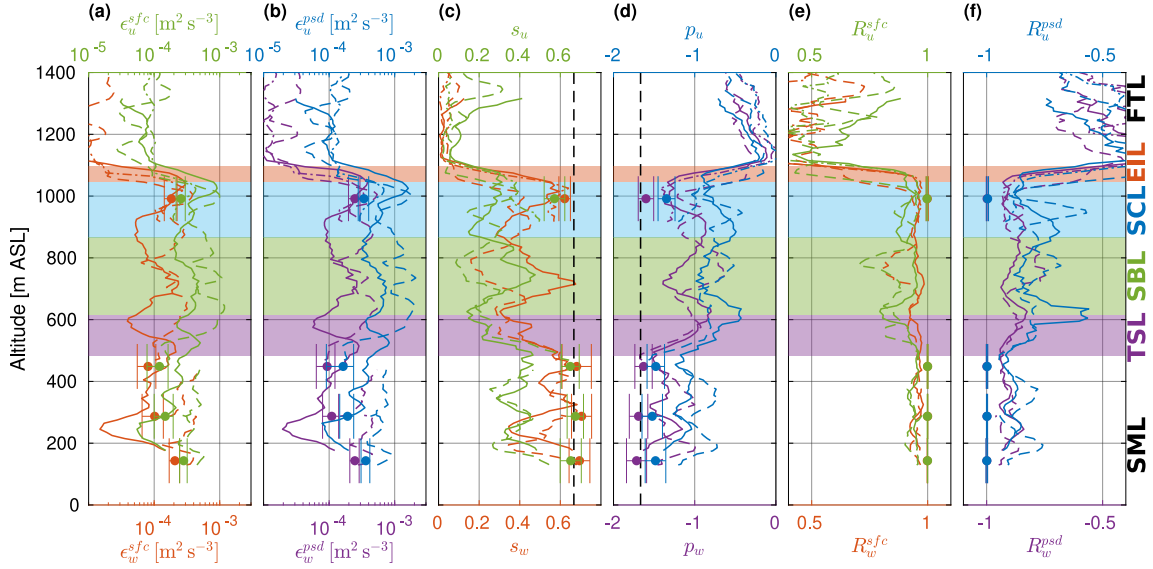 (a) (b) (c) (d) (e) (f)
ϵ_u^{sfc} [m² s⁻³] ϵ_u^{psd} [m² s⁻³] s_u p_u R_u^{sfc} R_u^{psd}
10⁻⁵ 10⁻⁴ 10⁻³ 10⁻⁵ 10⁻⁴ 10⁻³ 0 0.2 0.4 0.6 -2 -1 0 0.5 1 -1 -0.5
1400
1200
1000
800
600
400
200
0
Altitude [m ASL]
FTL
EIL
SCL
SBL
TSL
SML
10⁻⁴ 10⁻³ 10⁻⁴ 10⁻³ 0 0.2 0.4 0.6 -2 -1 0 0.5 1 -1 -0.5
ϵ_w^{sfc} [m² s⁻³] ϵ_w^{psd} [m² s⁻³] s_w p_w R_w^{sfc} R_w^{psd}